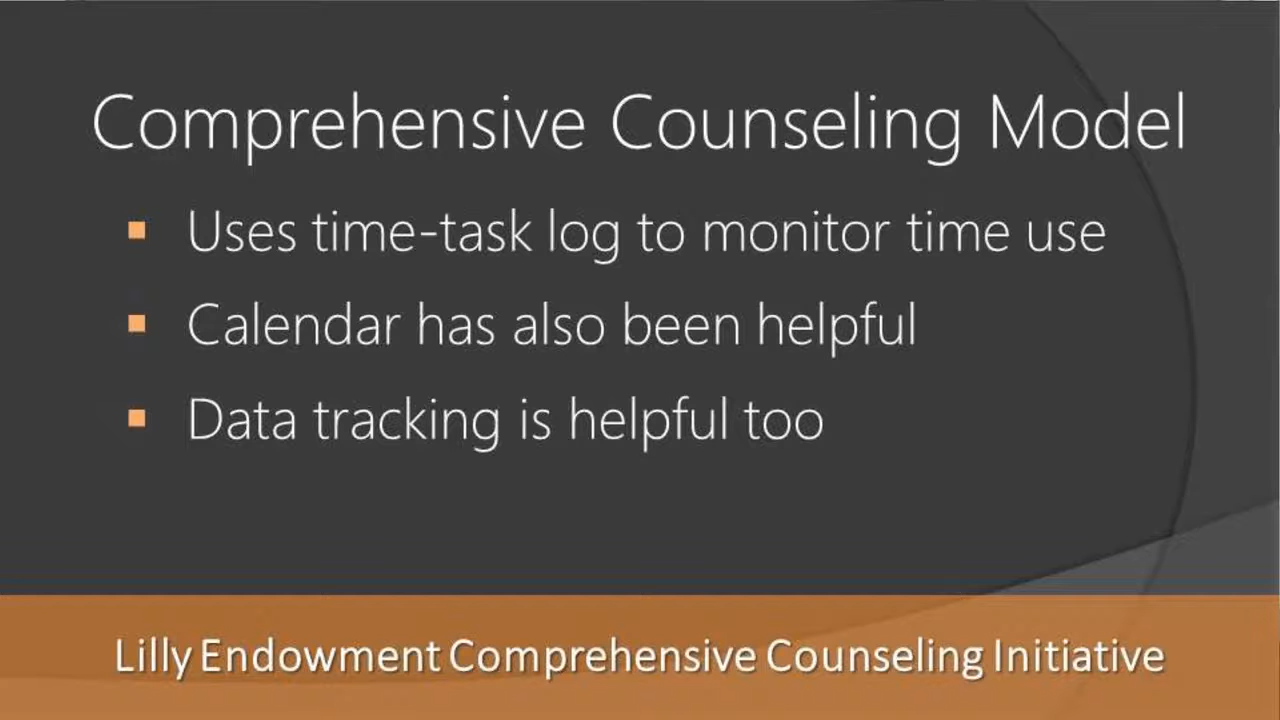 Comprehensive Counseling Model
▪ Uses time-task log to monitor time use
▪ Calendar has also been helpful
▪ Data tracking is helpful too
Lilly Endowment Comprehensive Counseling Initiative